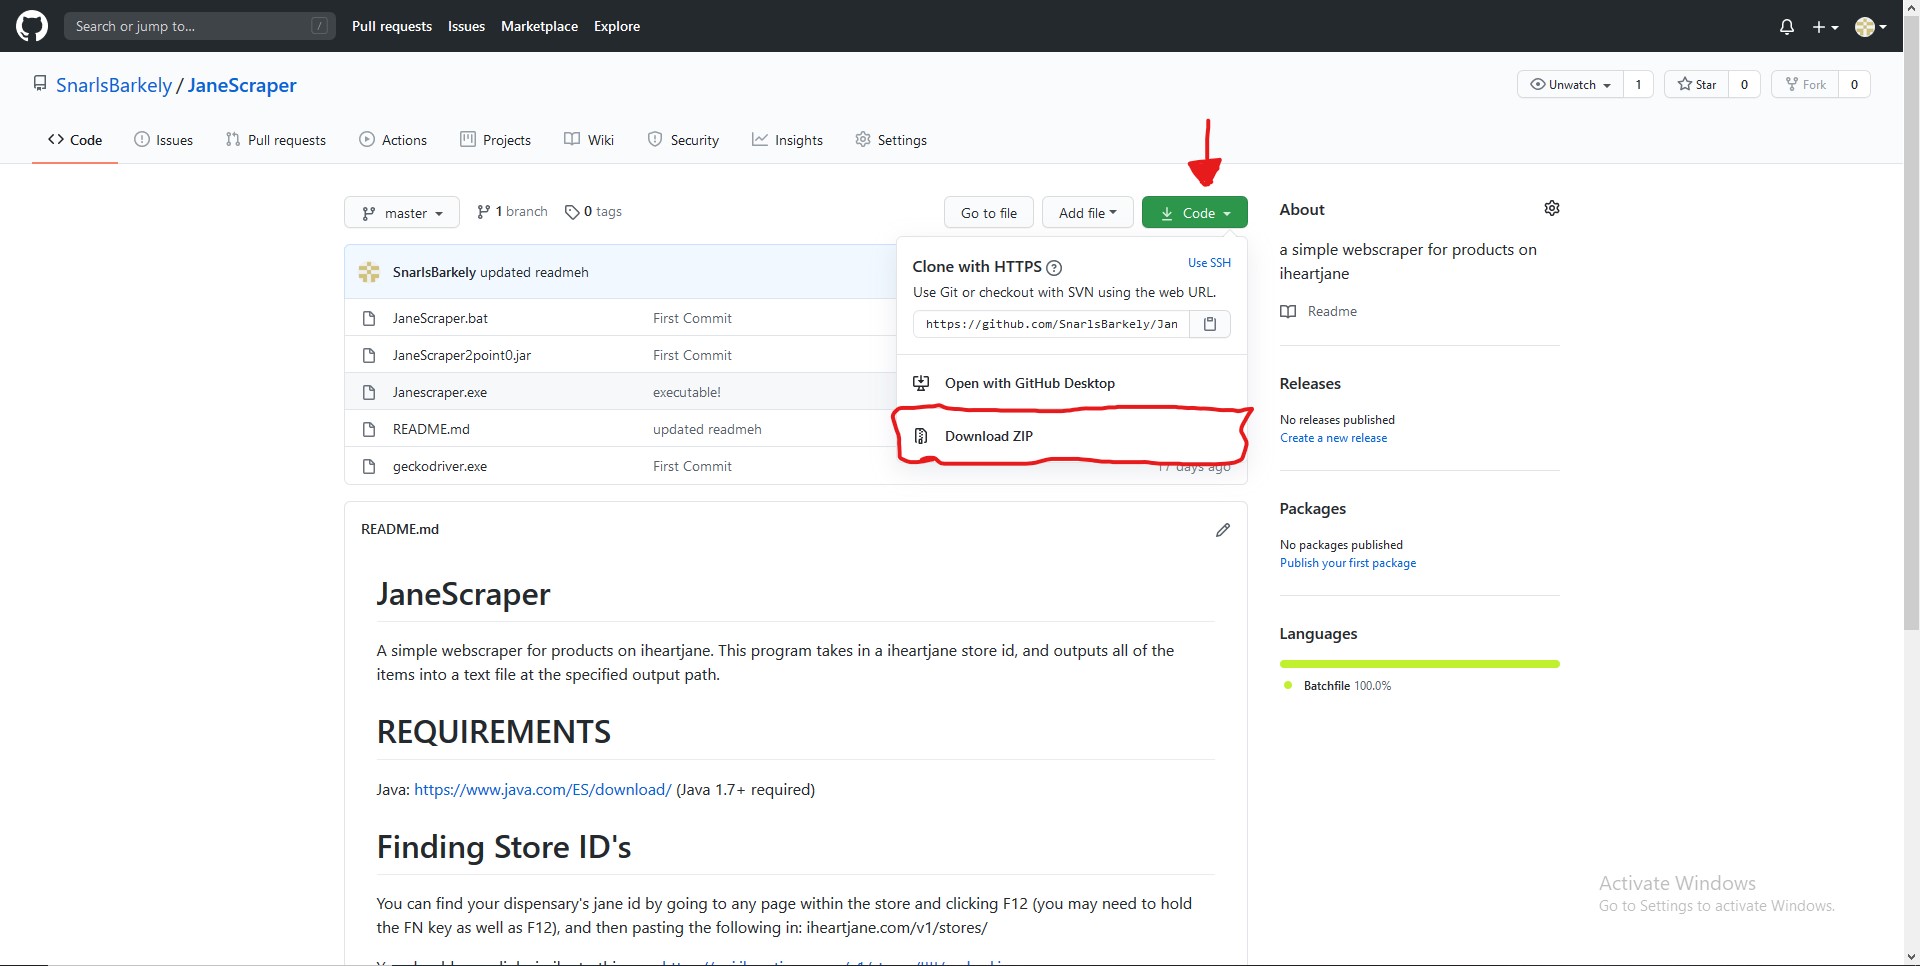 Search or jump to... /
Pull requests Issues Marketplace Explore
SnarlsBarkely / JaneScraper
Unwatch 1 Star 0 Fork 0
Code Issues Pull requests Actions Projects Wiki Security Insights Settings
master 1 branch 0 tags
Go to file Add file Code
SnarlsBarkely updated readmeh
JaneScraper.bat First Commit
JaneScraper2point0.jar First Commit
Janescraper.exe executable!
README.md updated readmeh
geckodriver.exe First Commit 17 days ago
Clone with HTTPS ?
Use SSH
Use Git or checkout with SVN using the web URL.
https://github.com/SnarlsBarkely/Jan
Open with GitHub Desktop
Download ZIP
About
a simple webscraper for products on
iheartjane
Readme
Releases
No releases published
Create a new release
Packages
No packages published
Publish your first package
Languages
Batchfile 100.0%
README.md
JaneScraper
A simple webscraper for products on iheartjane. This program takes in a iheartjane store id, and outputs all of the
items into a text file at the specified output path.
REQUIREMENTS
Java: https://www.java.com/ES/download/ (Java 1.7+ required)
Finding Store ID's
You can find your dispensary's jane id by going to any page within the store and clicking F12 (you may need to hold
the FN key as well as F12), and then pasting the following in: iheartjane.com/v1/stores/
Activate Windows
Go to Settings to activate Windows.